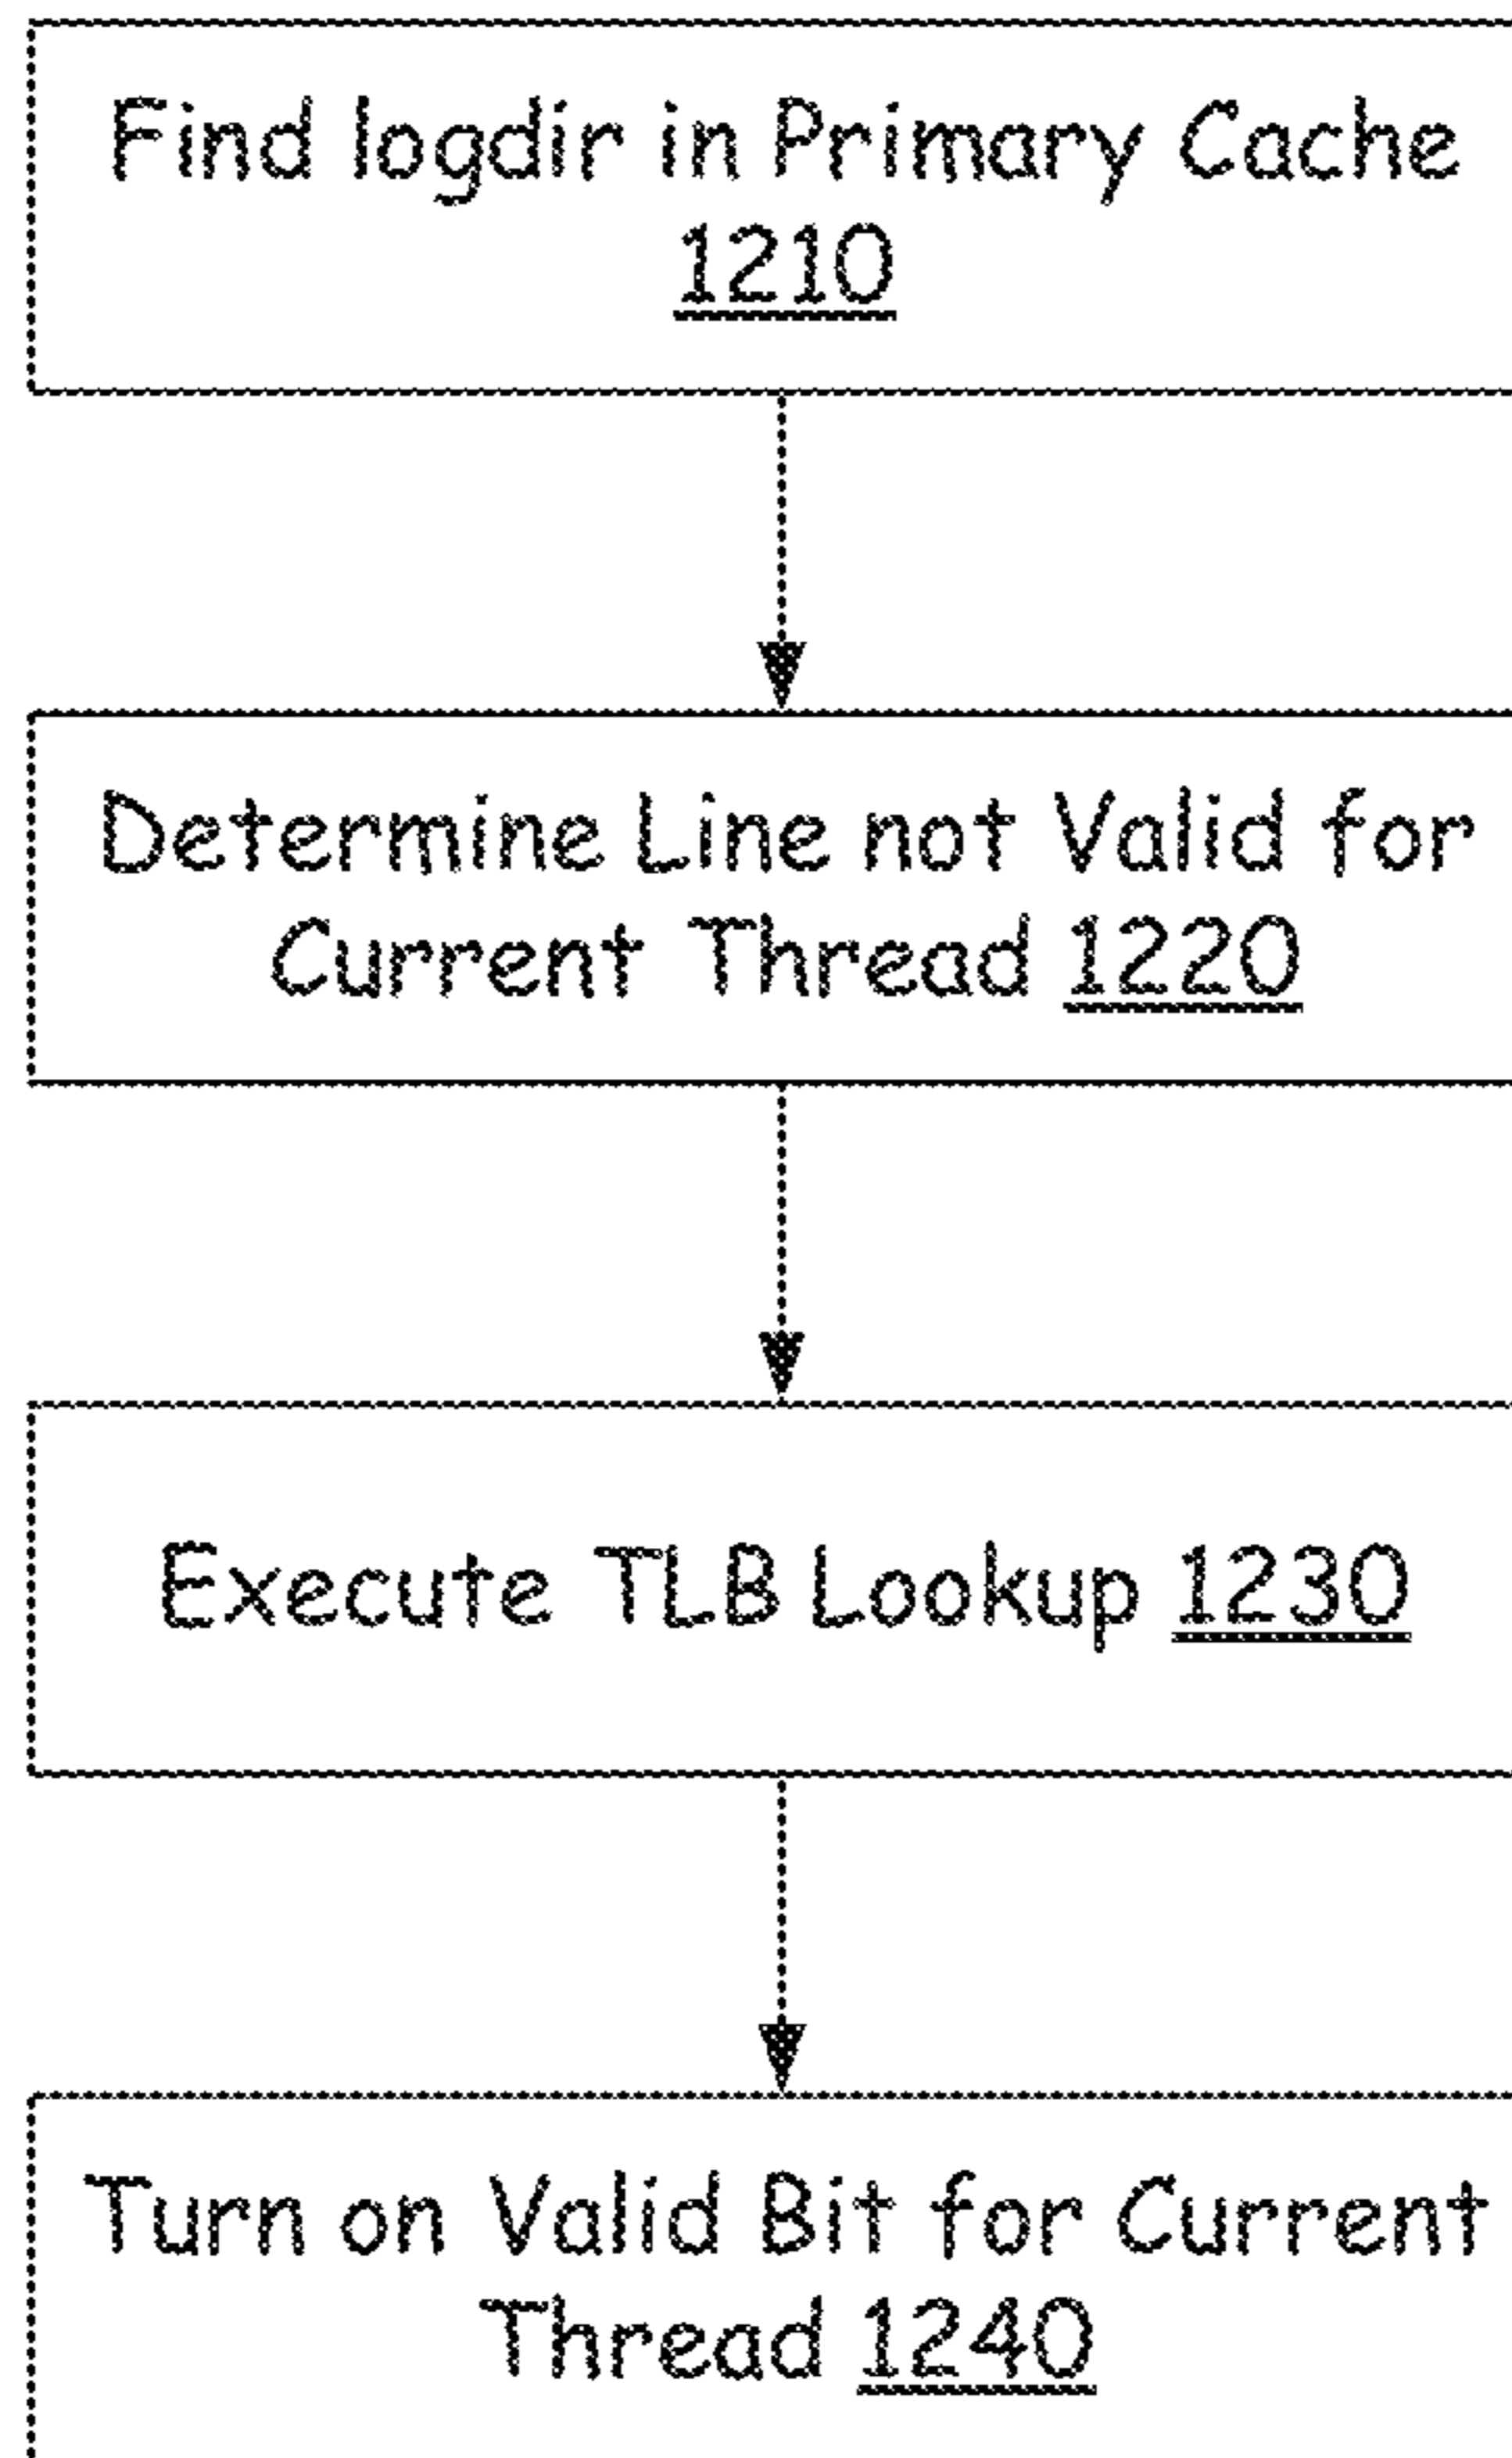 Find logdir in Primary Cache
1210
Determine Line not Valid for
Current Thread 1220
Execute TLB Lookup 1230
Turn on Valid Bit for Current
Thread 1240